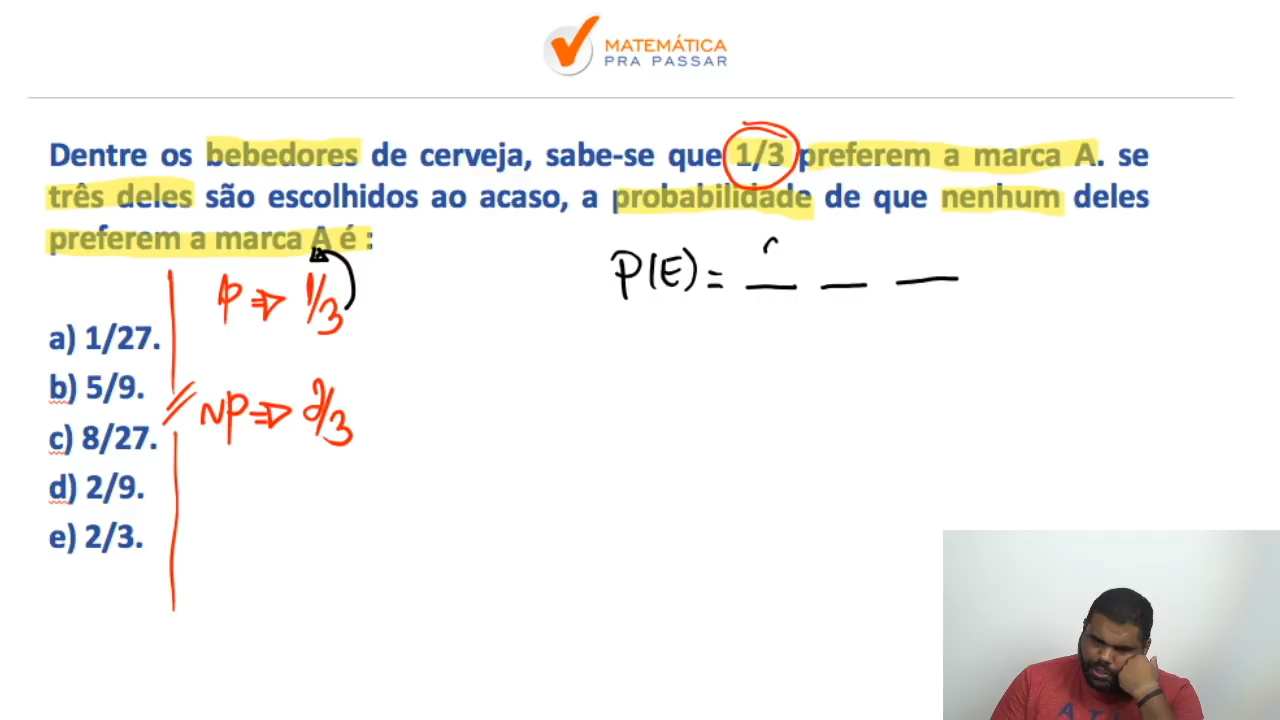 MATEMÁTICA
PRA PASSAR
Dentre os bebedores de cerveja, sabe-se que 1/3 preferem a marca A. se
três deles são escolhidos ao acaso, a probabilidade de que nenhum deles
preferem a marca A é :
P(E) =
P ⇒ 1/3
a) 1/27.
b) 5/9.
NP ⇒ 2/3
c) 8/27.
d) 2/9.
e) 2/3.